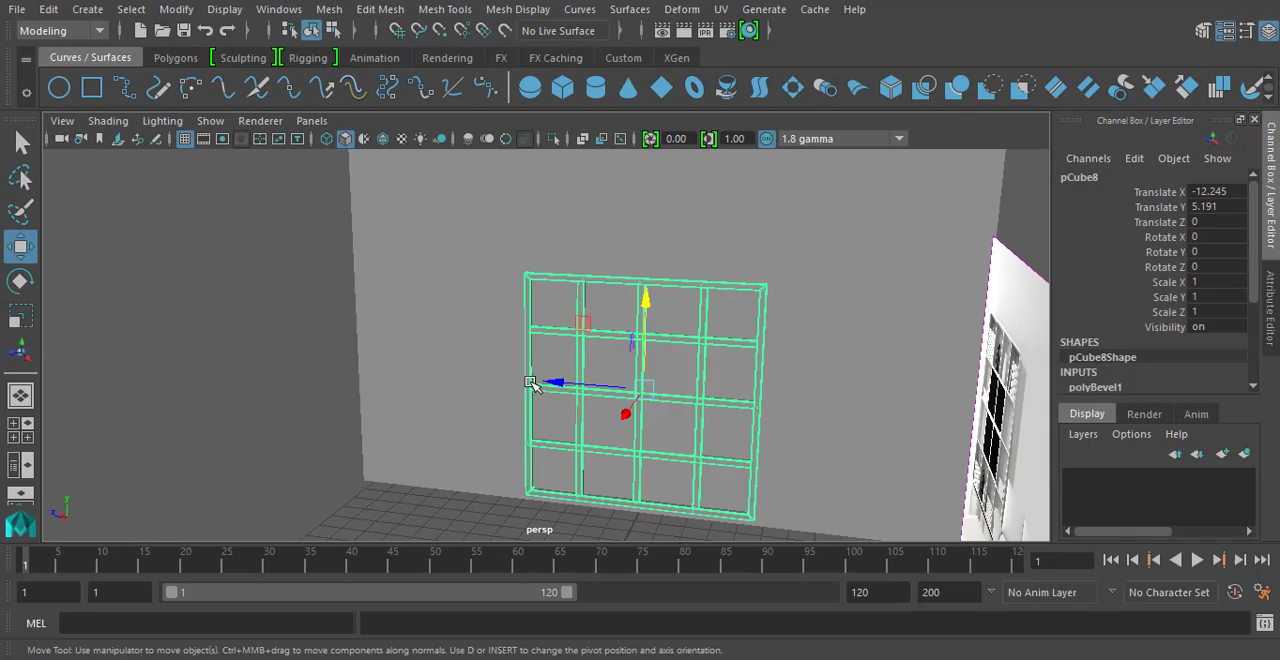 File Edit Create Select Modify Display Windows Mesh Edit Mesh Mesh Tools Mesh Display Curves Surfaces Deform UV Generate Cache Help
Modeling No Live Surface
Curves / Surfaces Polygons Sculpting Rigging Animation Rendering FX FX Caching Custom XGen
View Shading Lighting Show Renderer Panels
0.00 1.00 1.8 gamma
persp
y
z
Channel Box / Layer Editor
Channels Edit Object Show
pCube8
Translate X -12.245
Translate Y 5.191
Translate Z 0
Rotate X 0
Rotate Y 0
Rotate Z 0
Scale X 1
Scale Y 1
Scale Z 1
Visibility on
SHAPES
pCube8Shape
INPUTS
polyBevel1
Display Render Anim
Layers Options Help
Channel Box / Layer Editor
Attribute Editor
5 10 15 20 25 30 35 40 45 50 55 60 65 70 75 80 85 90 95 100 105 110 115 12
1 1
1 1 1 120 120 200 No Anim Layer No Character Set
MEL
Move Tool: Use manipulator to move object(s). Ctrl+MMB+drag to move components along normals. Use D or INSERT to change the pivot position and axis orientation.